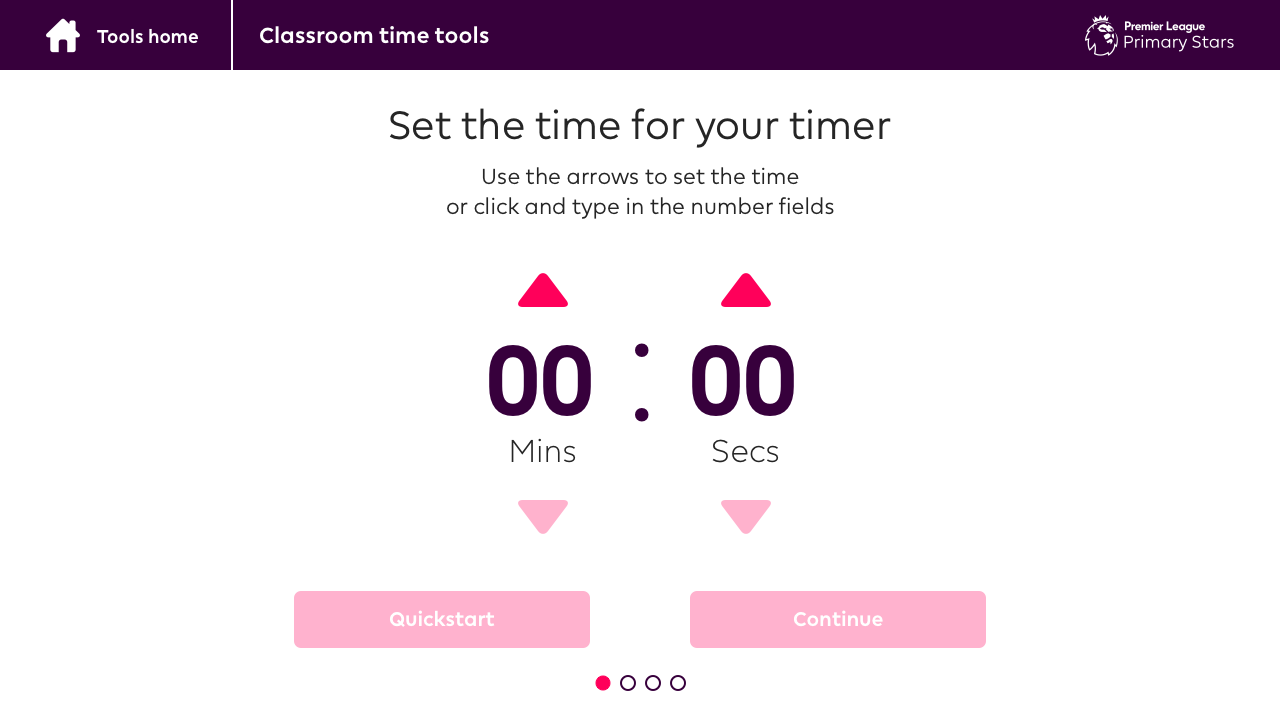 Tools home
Classroom time tools
Premier League
Primary Stars
Set the time for your timer
Use the arrows to set the time
or click and type in the number fields
00 : 00
Mins
Secs
Quickstart
Continue